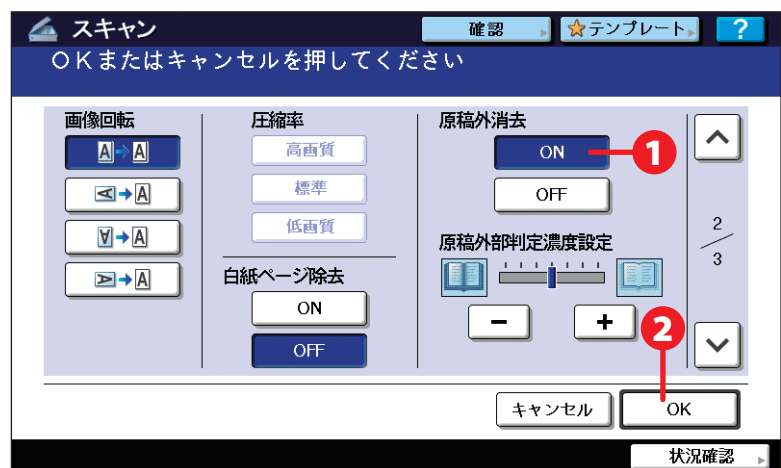 スキャン
確認
テンプレート
?
OKまたはキャンセルを押してください
画像回転
A→A
A→A
A→A
A→A
圧縮率
高画質
標準
低画質
白紙ページ除去
ON
OFF
原稿外消去
ON
1
OFF
原稿外部判定濃度設定
−
+
2
2
3
キャンセル
OK
状況確認